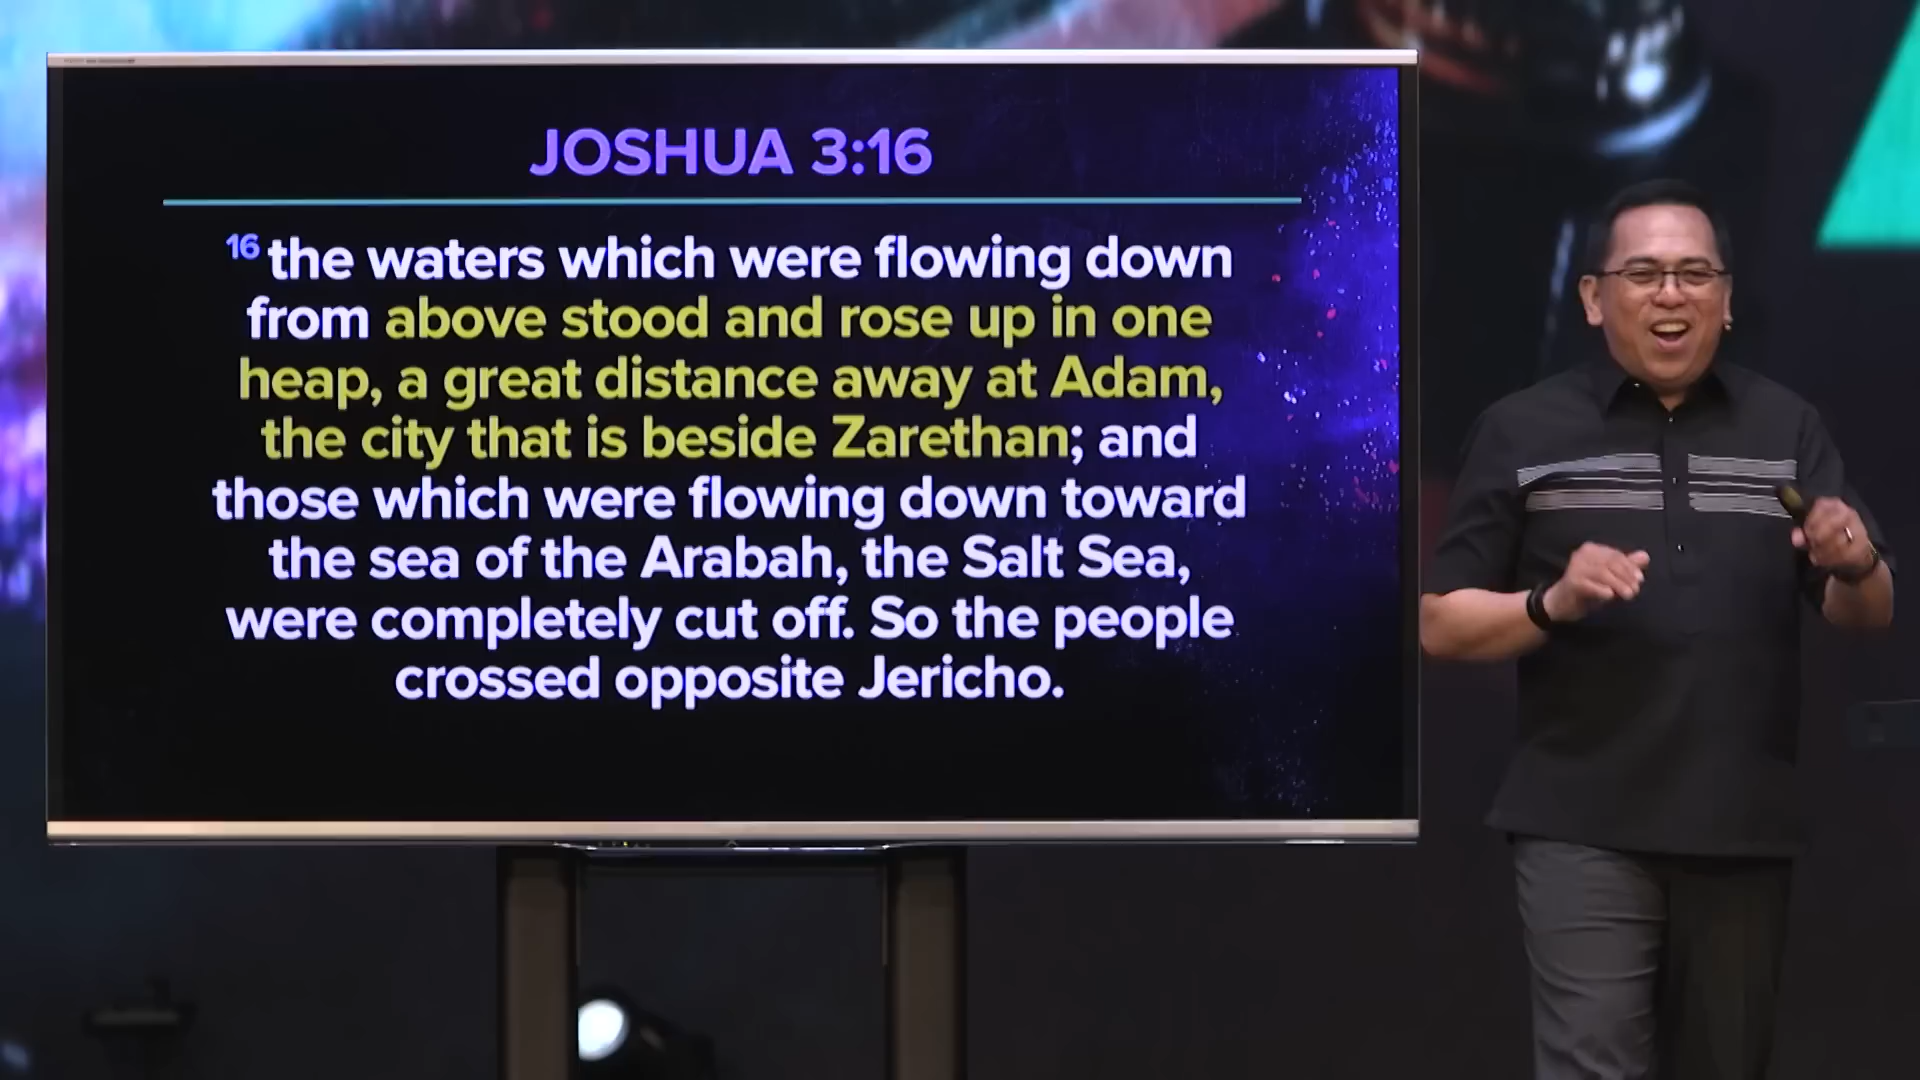 JOSHUA 3:16
16 the waters which were flowing down
from above stood and rose up in one
heap, a great distance away at Adam,
the city that is beside Zarethan; and
those which were flowing down toward
the sea of the Arabah, the Salt Sea,
were completely cut off. So the people
crossed opposite Jericho.